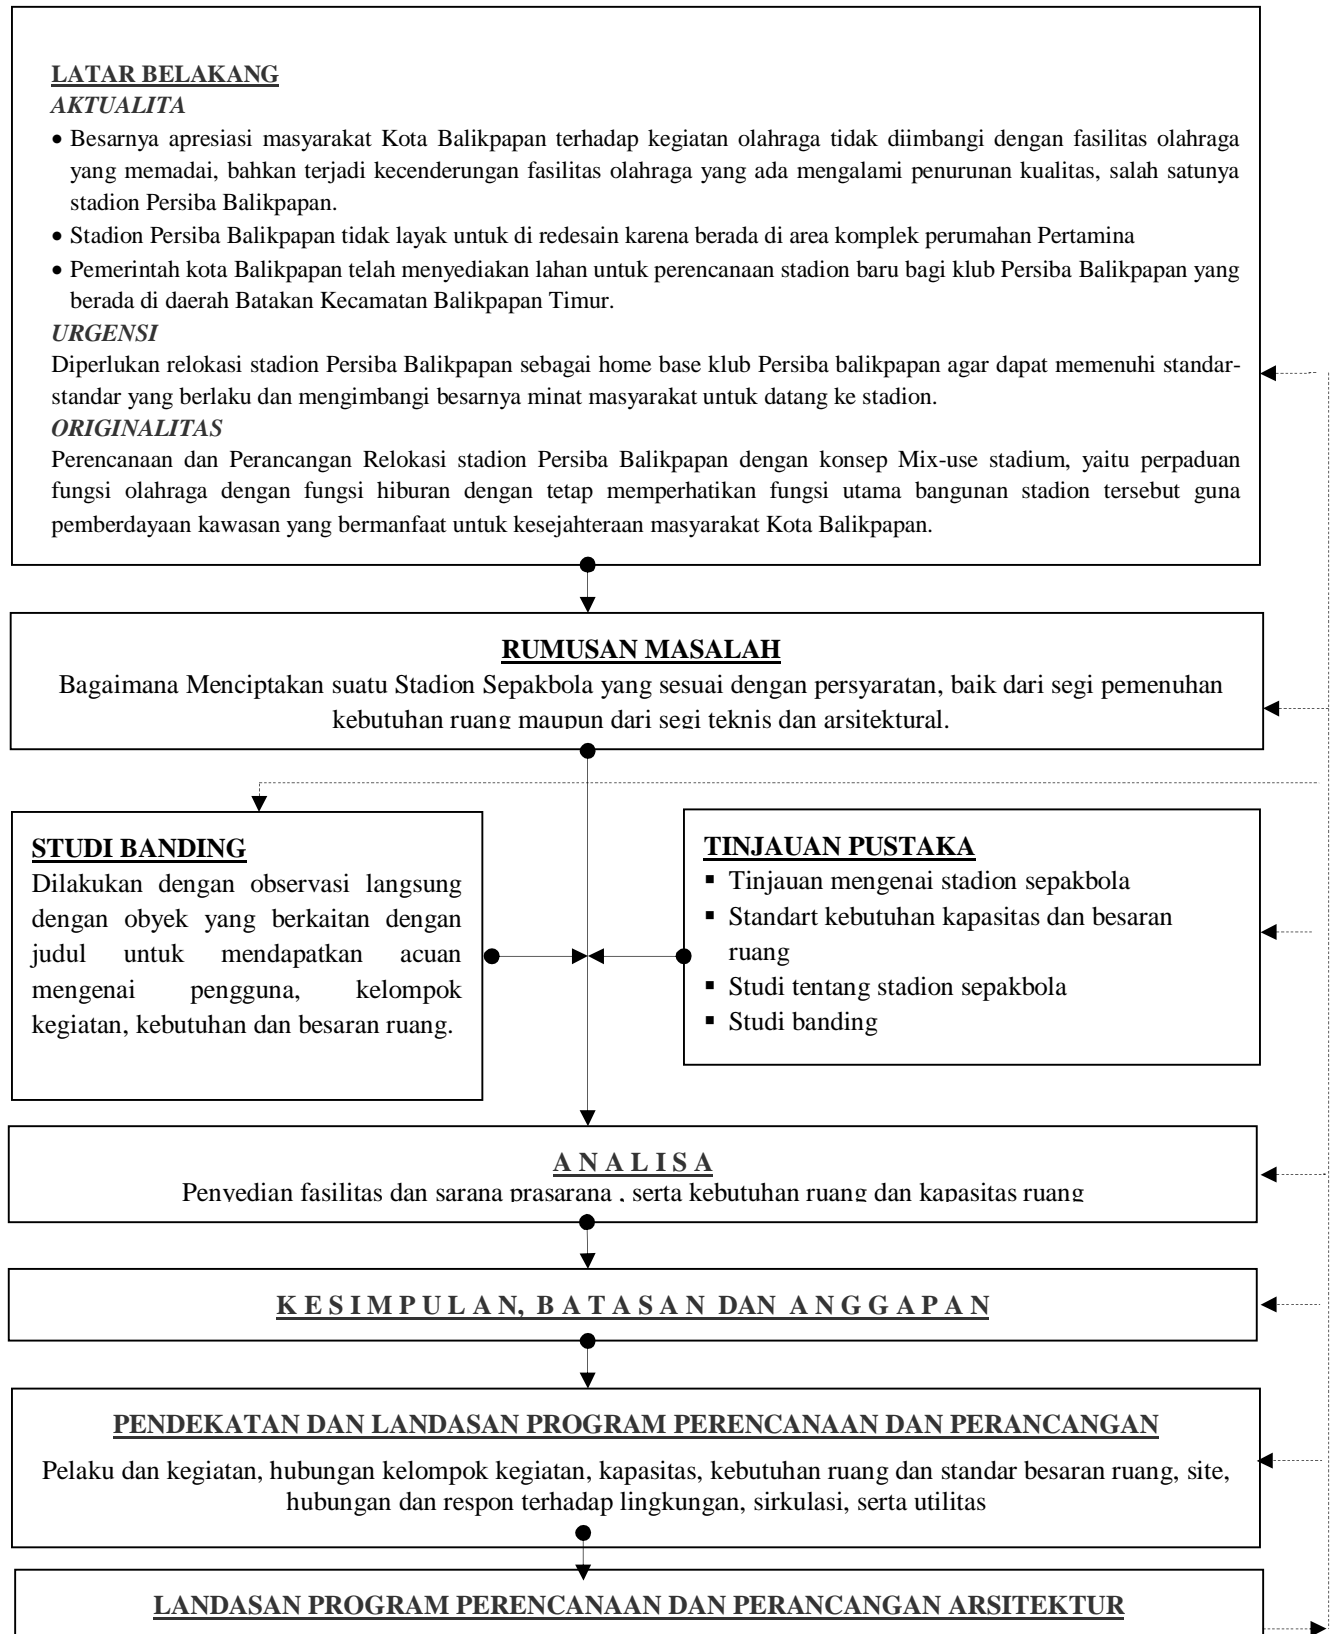 LATAR BELAKANG
AKTUALITA
• Besarnya apresiasi masyarakat Kota Balikpapan terhadap kegiatan olahraga tidak diimbangi dengan fasilitas olahraga
yang memadai, bahkan terjadi kecenderungan fasilitas olahraga yang ada mengalami penurunan kualitas, salah satunya
stadion Persiba Balikpapan.
• Stadion Persiba Balikpapan tidak layak untuk di redesain karena berada di area komplek perumahan Pertamina
• Pemerintah kota Balikpapan telah menyediakan lahan untuk perencanaan stadion baru bagi klub Persiba Balikpapan yang
berada di daerah Batakan Kecamatan Balikpapan Timur.
URGENSI
Diperlukan relokasi stadion Persiba Balikpapan sebagai home base klub Persiba balikpapan agar dapat memenuhi standar-
standar yang berlaku dan mengimbangi besarnya minat masyarakat untuk datang ke stadion.
ORIGINALITAS
Perencanaan dan Perancangan Relokasi stadion Persiba Balikpapan dengan konsep Mix-use stadium, yaitu perpaduan
fungsi olahraga dengan fungsi hiburan dengan tetap memperhatikan fungsi utama bangunan stadion tersebut guna
pemberdayaan kawasan yang bermanfaat untuk kesejahteraan masyarakat Kota Balikpapan.
RUMUSAN MASALAH
Bagaimana Menciptakan suatu Stadion Sepakbola yang sesuai dengan persyaratan, baik dari segi pemenuhan
kebutuhan ruang maupun dari segi teknis dan arsitektural.
STUDI BANDING
Dilakukan dengan observasi langsung
dengan obyek yang berkaitan dengan
judul untuk mendapatkan acuan
mengenai pengguna, kelompok
kegiatan, kebutuhan dan besaran ruang.
TINJAUAN PUSTAKA
▪ Tinjauan mengenai stadion sepakbola
▪ Standart kebutuhan kapasitas dan besaran
ruang
▪ Studi tentang stadion sepakbola
▪ Studi banding
A N A L I S A
Penyedian fasilitas dan sarana prasarana , serta kebutuhan ruang dan kapasitas ruang
K E S I M P U L A N, B A T A S A N DAN A N G G A P A N
PENDEKATAN DAN LANDASAN PROGRAM PERENCANAAN DAN PERANCANGAN
Pelaku dan kegiatan, hubungan kelompok kegiatan, kapasitas, kebutuhan ruang dan standar besaran ruang, site,
hubungan dan respon terhadap lingkungan, sirkulasi, serta utilitas
LANDASAN PROGRAM PERENCANAAN DAN PERANCANGAN ARSITEKTUR